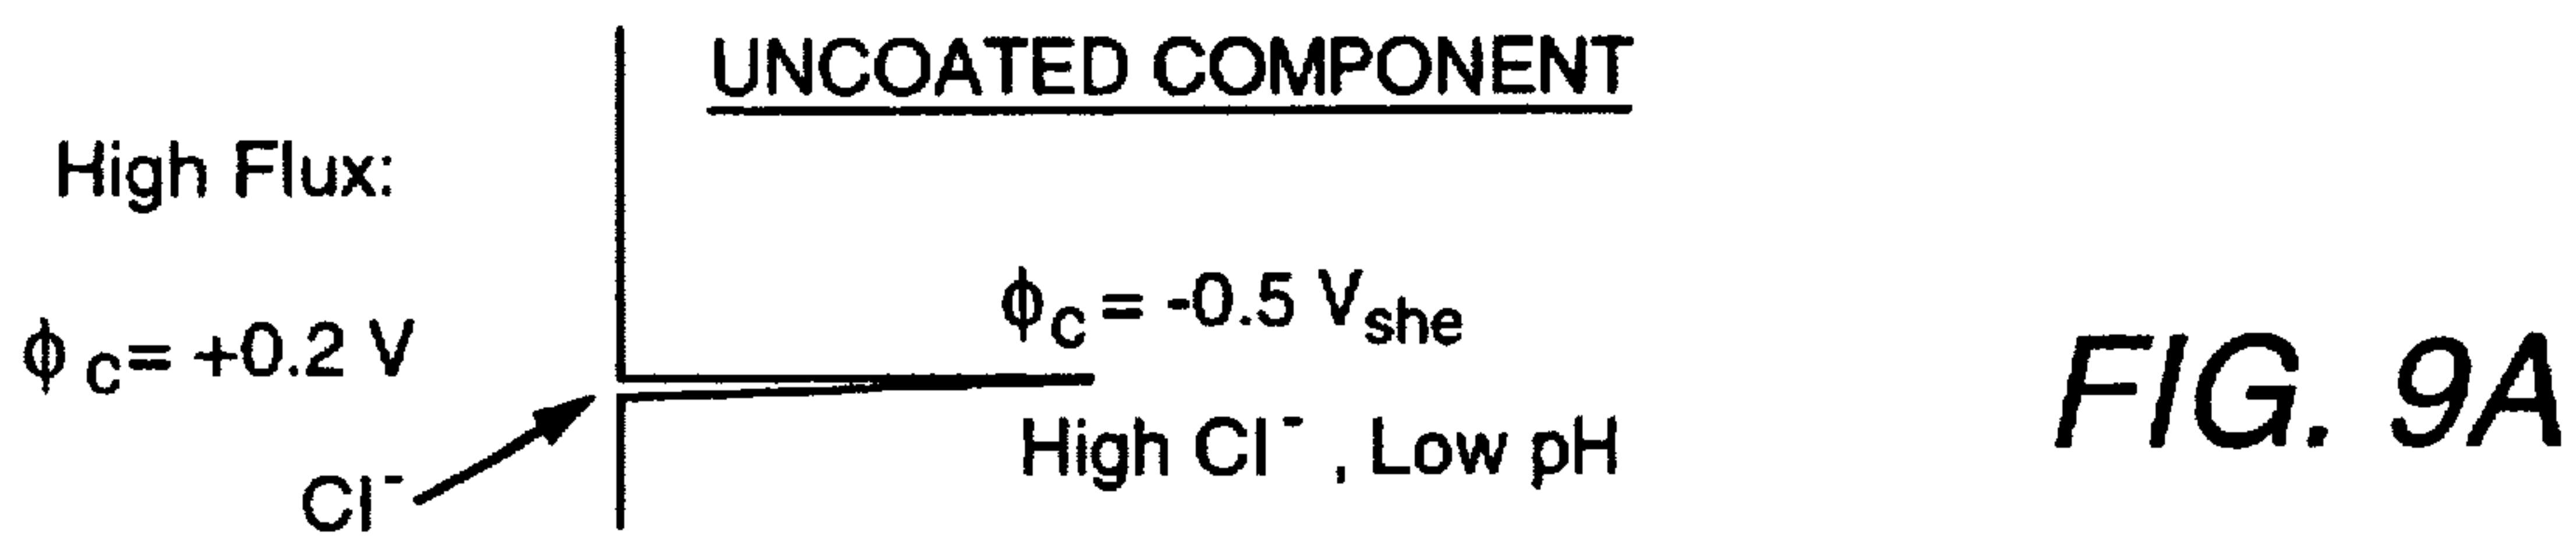 UNCOATED COMPONENT
High Flux:
ϕc= -0.5 Vshe
ϕc= +0.2 V
FIG. 9A
High Cl-, Low pH
Cl-